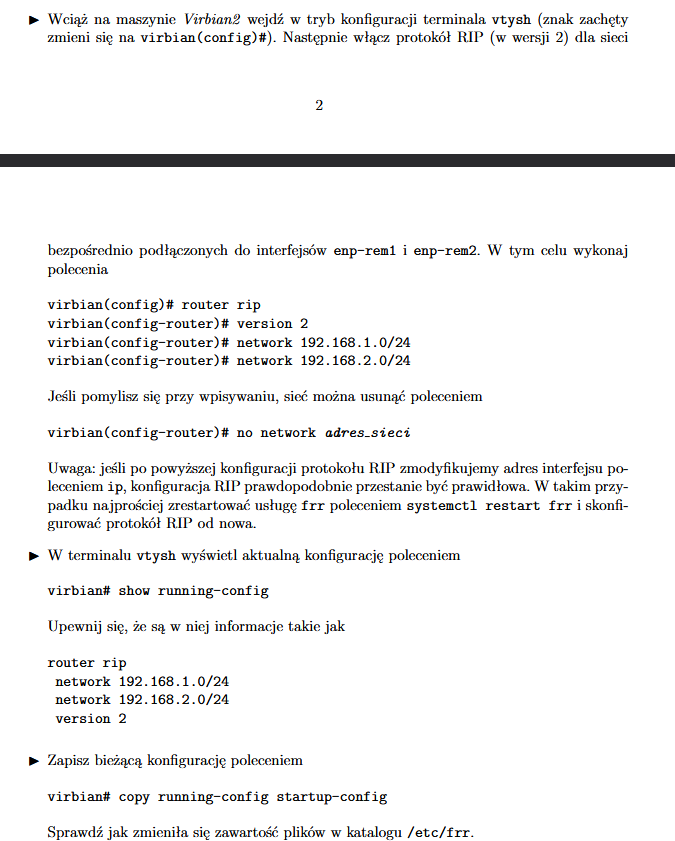 ► Wciąż na maszynie Virbian2 wejdź w tryb konfiguracji terminala vtysh (znak zachęty
zmieni się na virbian(config)#). Następnie włącz protokół RIP (w wersji 2) dla sieci
2
bezpośrednio podłączonych do interfejsów enp-rem1 i enp-rem2. W tym celu wykonaj
polecenia
virbian(config)# router rip
virbian(config-router)# version 2
virbian(config-router)# network 192.168.1.0/24
virbian(config-router)# network 192.168.2.0/24
Jeśli pomylisz się przy wpisywaniu, sieć można usunąć poleceniem
virbian(config-router)# no network adres_sieci
Uwaga: jeśli po powyższej konfiguracji protokołu RIP zmodyfikujemy adres interfejsu po-
leceniem ip, konfiguracja RIP prawdopodobnie przestanie być prawidłowa. W takim przy-
padku najprościej zrestartować usługę frr poleceniem systemctl restart frr i skonfi-
gurować protokół RIP od nowa.
► W terminalu vtysh wyświetl aktualną konfigurację poleceniem
virbian# show running-config
Upewnij się, że są w niej informacje takie jak
router rip
network 192.168.1.0/24
network 192.168.2.0/24
version 2
► Zapisz bieżącą konfigurację poleceniem
virbian# copy running-config startup-config
Sprawdź jak zmieniła się zawartość plików w katalogu /etc/frr.